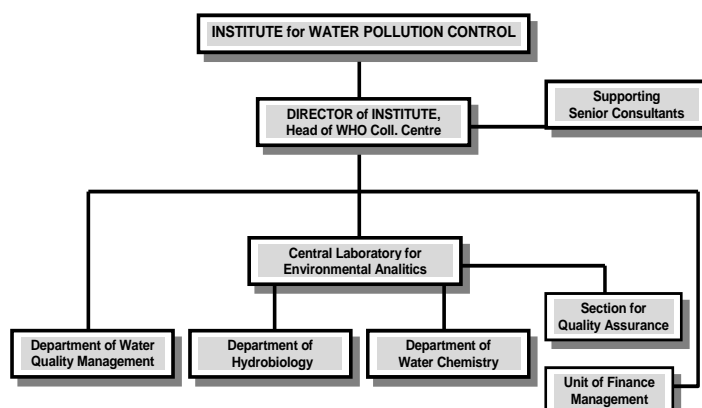 INSTITUTE for WATER POLLUTION CONTROL
DIRECTOR of INSTITUTE,
Head of WHO Coll. Centre
Supporting
Senior Consultants
Central Laboratory for
Environmental Analitics
Section for
Quality Assurance
Department of Water
Quality Management
Department of
Hydrobiology
Department of
Water Chemistry
Unit of Finance
Management